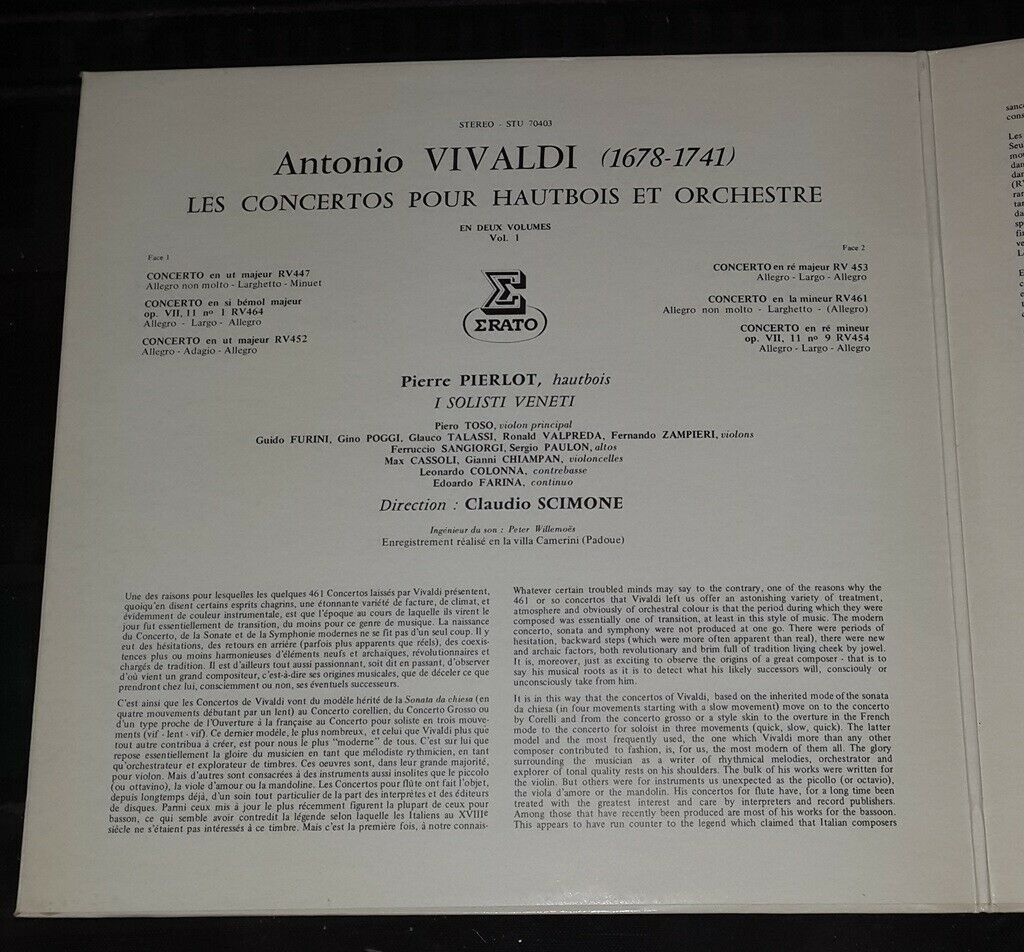 STEREO - STU 70403
Antonio VIVALDI (1678-1741)
LES CONCERTOS POUR HAUTBOIS ET ORCHESTRE
EN DEUX VOLUMES
Vol. 1
Face 1
CONCERTO en ut majeur RV447
Allegro non molto - Larghetto - Minuet
CONCERTO en si bémol majeur
op. VII, 11 nº 1 RV464
Allegro - Largo - Allegro
CONCERTO en ut majeur RV452
Allegro - Adagio - Allegro
Face 2
CONCERTO en ré majeur RV 453
Allegro - Largo - Allegro
CONCERTO en la mineur RV461
Allegro non molto - Larghetto - (Allegro)
CONCERTO en ré mineur
op. VII, 11 nº 9 RV454
Allegro - Largo - Allegro
ΣRATO
Pierre PIERLOT, hautbois
I SOLISTI VENETI
Piero TOSO, violon principal
Guido FURINI, Gino POGGI, Glauco TALASSI, Ronald VALPREDA, Fernando ZAMPIERI, violons
Ferruccio SANGIORGI, Sergio PAULON, altos
Max CASSOLI, Gianni CHIAMPAN, violoncelles
Leonardo COLONNA, contrebasse
Edoardo FARINA, continuo
Direction : Claudio SCIMONE
Ingénieur du son : Peter Willemoës
Enregistrement réalisé en la villa Camerini (Padoue)
Une des raisons pour lesquelles les quelques 461 Concertos laissés par Vivaldi présentent,
quoiqu'en disent certains esprits chagrins, une étonnante variété de facture, de climat, et
évidemment de couleur instrumentale, est que l'époque au cours de laquelle ils virent le
jour fut essentiellement de transition, du moins pour ce genre de musique. La naissance
du Concerto, de la Sonate et de la Symphonie modernes ne se fit pas d'un seul coup. Il y
eut des hésitations, des retours en arrière (parfois plus apparents que réels), des coexis-
tences plus ou moins harmonieuses d'éléments neufs et archaïques, révolutionnaires et
chargés de tradition. Il est d'ailleurs tout aussi passionnant, soit dit en passant, d'observer
d'où vient un grand compositeur, c'est-à-dire ses origines musicales, que de déceler ce que
prendront chez lui, consciemment ou non, ses éventuels successeurs.
C'est ainsi que les Concertos de Vivaldi vont du modèle hérité de la Sonata da chiesa (en
quatre mouvements débutant par un lent) au Concerto corellien, du Concerto Grosso ou
d'un type proche de l'Ouverture à la française au Concerto pour soliste en trois mouve-
ments (vif - lent - vif). Ce dernier modèle, le plus nombreux, et celui que Vivaldi plus que
tout autre contribua à créer, est pour nous le plus "moderne" de tous. C'est sur lui que
repose essentiellement la gloire du musicien en tant que mélodiste rythmicien, en tant
qu'orchestrateur et explorateur de timbres. Ces oeuvres sont, dans leur grande majorité,
pour violon. Mais d'autres sont consacrées à des instruments aussi insolites que le piccolo
(ou ottavino), la viole d'amour ou la mandoline. Les Concertos pour flûte ont fait l'objet,
depuis longtemps déjà, d'un soin tout particulier de la part des interprètes et des éditeurs
de disques. Parmi ceux mis à jour le plus récemment figurent la plupart de ceux pour
basson, ce qui semble avoir contredit la légende selon laquelle les Italiens au XVIIIe
siècle ne s'étaient pas intéressés à ce timbre. Mais c'est la première fois, à notre connais-
Whatever certain troubled minds may say to the contrary, one of the reasons why the
461 or so concertos that Vivaldi left us offer an astonishing variety of treatment,
atmosphere and obviously of orchestral colour is that the period during which they were
composed was essentially one of transition, at least in this style of music. The modern
concerto, sonata and symphony were not produced at one go. There were periods of
hesitation, backward steps (which were more often apparent than real), there were new
and archaic factors, both revolutionary and brim full of tradition living cheek by jowel.
It is, moreover, just as exciting to observe the origins of a great composer - that is to
say his musical roots as it is to detect what his likely successors will, consciously or
unconsciously take from him.
It is in this way that the concertos of Vivaldi, based on the inherited mode of the sonata
da chiesa (in four movements starting with a slow movement) move on to the concerto
by Corelli and from the concerto grosso or a style skin to the overture in the French
mode to the concerto for soloist in three movements (quick, slow, quick). The latter
model and the most frequently used, the one which Vivaldi more than any other
composer contributed to fashion, is, for us, the most modern of them all. The glory
surrounding the musician as a writer of rhythmical melodies, orchestrator and
explorer of tonal quality rests on his shoulders. The bulk of his works were written for
the violin. But others were for instruments us unexpected as the picollo (or octavio),
the viola d'amore or the mandolin. His concertos for flute have, for a long time been
treated with the greatest interest and care by interpreters and record publishers.
Among those that have recently been produced are most of his works for the bassoon.
This appears to have run counter to the legend which claimed that Italian composers